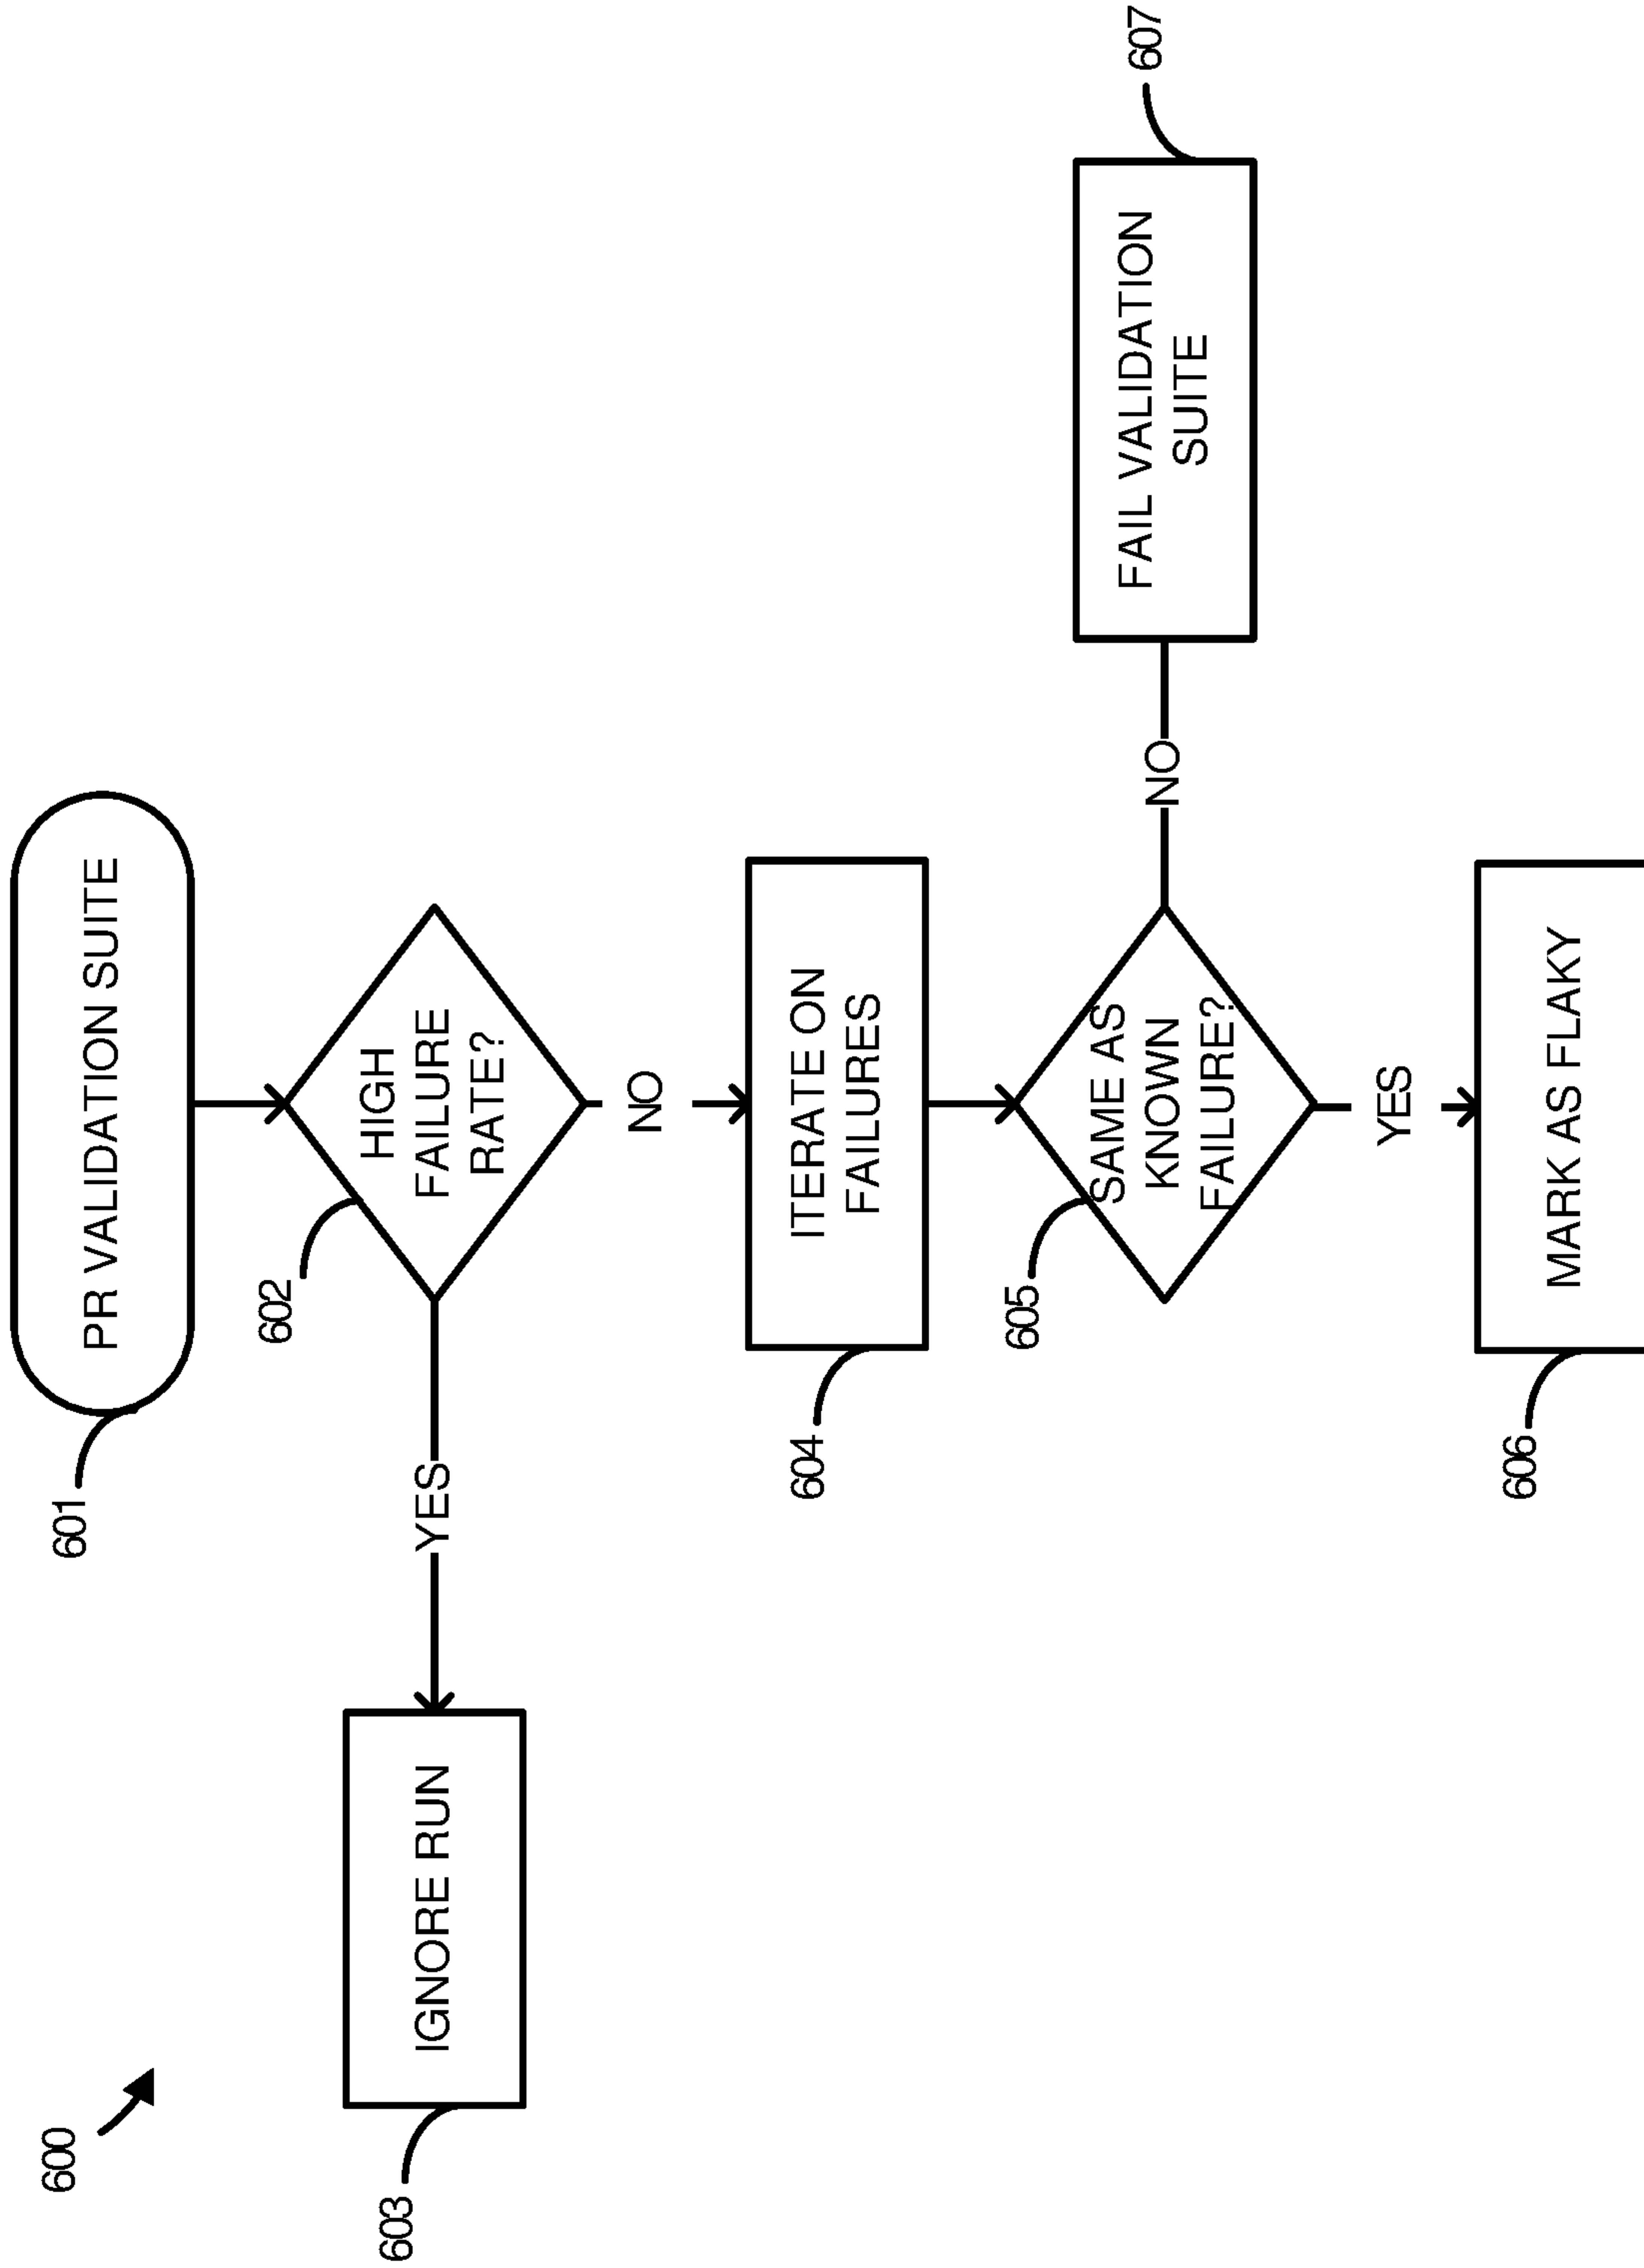 600
601
PR VALIDATION SUITE
602
HIGH
FAILURE
RATE?
YES
603
IGNORE RUN
NO
604
ITERATE ON
FAILURES
605
SAME AS
KNOWN
FAILURE?
NO
607
FAIL VALIDATION
SUITE
YES
606
MARK AS FLAKY